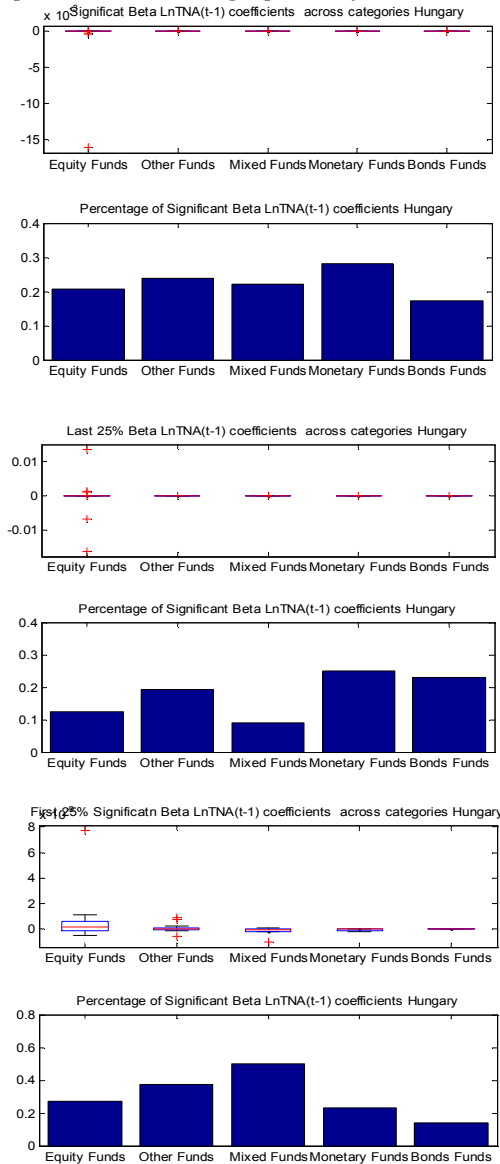 Significat Beta LnTNA(t-1) coefficients across categories Hungary
0
-5
-10
-15
Equity Funds Other Funds Mixed Funds Monetary Funds Bonds Funds
Percentage of Significant Beta LnTNA(t-1) coefficients Hungary
0.4
0.3
0.2
0.1
0
Equity Funds Other Funds Mixed Funds Monetary Funds Bonds Funds
Last 25% Beta LnTNA(t-1) coefficients across categories Hungary
0.01
0
-0.01
Equity Funds Other Funds Mixed Funds Monetary Funds Bonds Funds
Percentage of Significant Beta LnTNA(t-1) coefficients Hungary
0.4
0.3
0.2
0.1
0
Equity Funds Other Funds Mixed Funds Monetary Funds Bonds Funds
First 25% Significatn Beta LnTNA(t-1) coefficients across categories Hungary
8
6
4
2
0
Equity Funds Other Funds Mixed Funds Monetary Funds Bonds Funds
Percentage of Significant Beta LnTNA(t-1) coefficients Hungary
0.8
0.6
0.4
0.2
0
Equity Funds Other Funds Mixed Funds Monetary Funds Bonds Funds